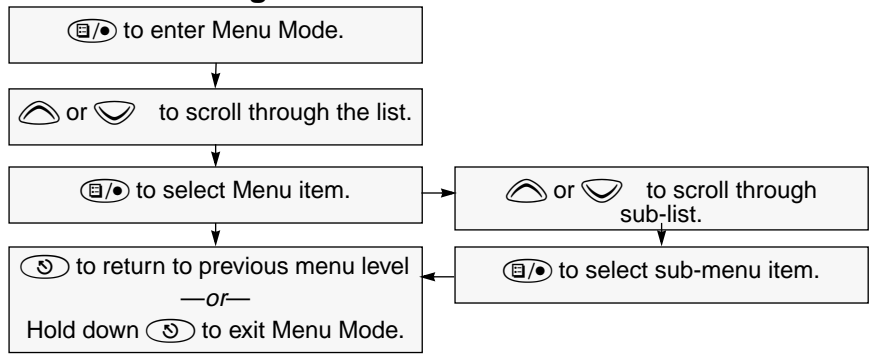 to enter Menu Mode.
or to scroll through the list.
to select Menu item.
or to scroll through
sub-list.
to select sub-menu item.
to return to previous menu level
—or—
Hold down to exit Menu Mode.